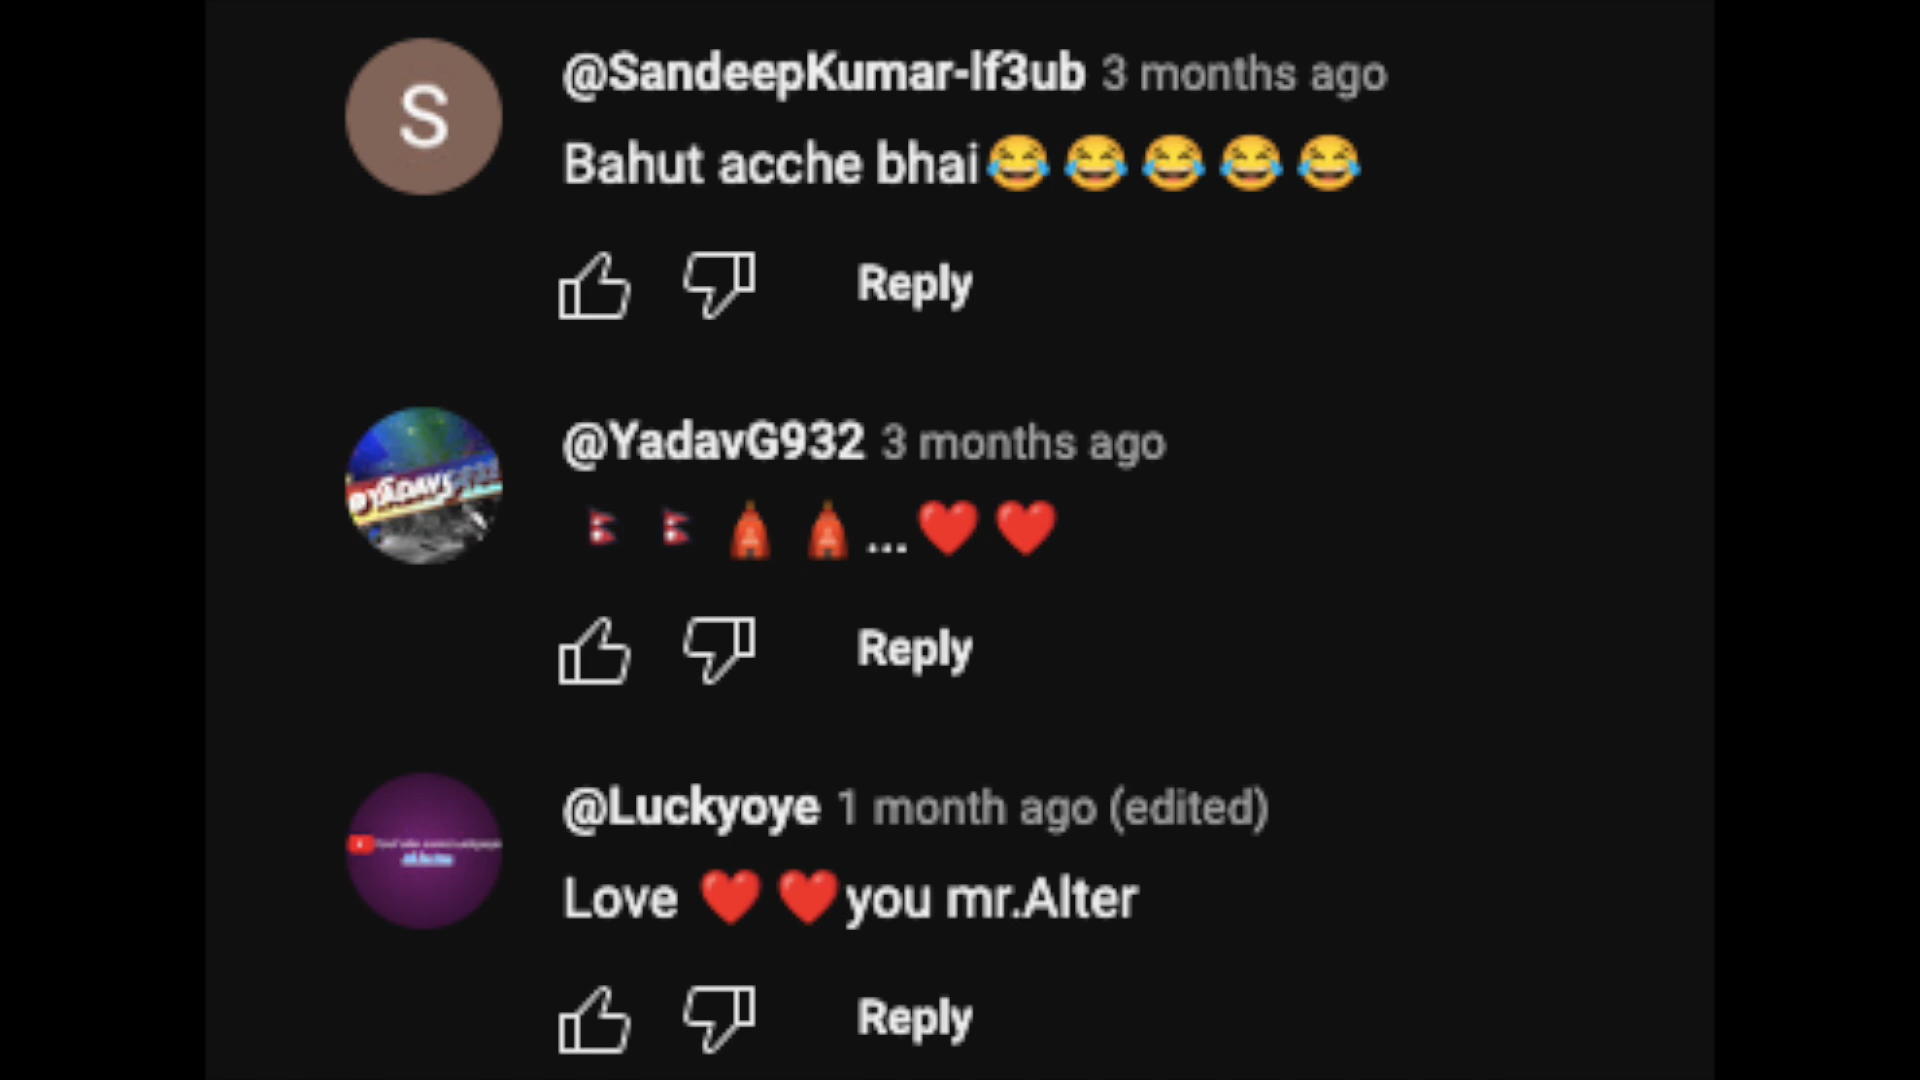 S
@SandeepKumar-lf3ub 3 months ago
Bahut acche bhai😂😂😂😂😂
Reply
@YADAVG932
@YadavG932 3 months ago
🇳🇵🇳🇵🛕🛕...❤️❤️
Reply
@Luckyoye 1 month ago (edited)
Love ❤️❤️you mr.Alter
Reply